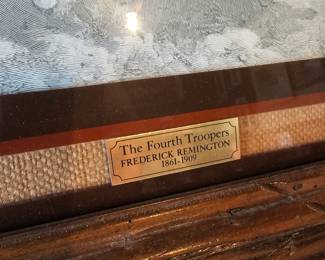 The Fourth Troopers
FREDERICK REMINGTON
1861-1909